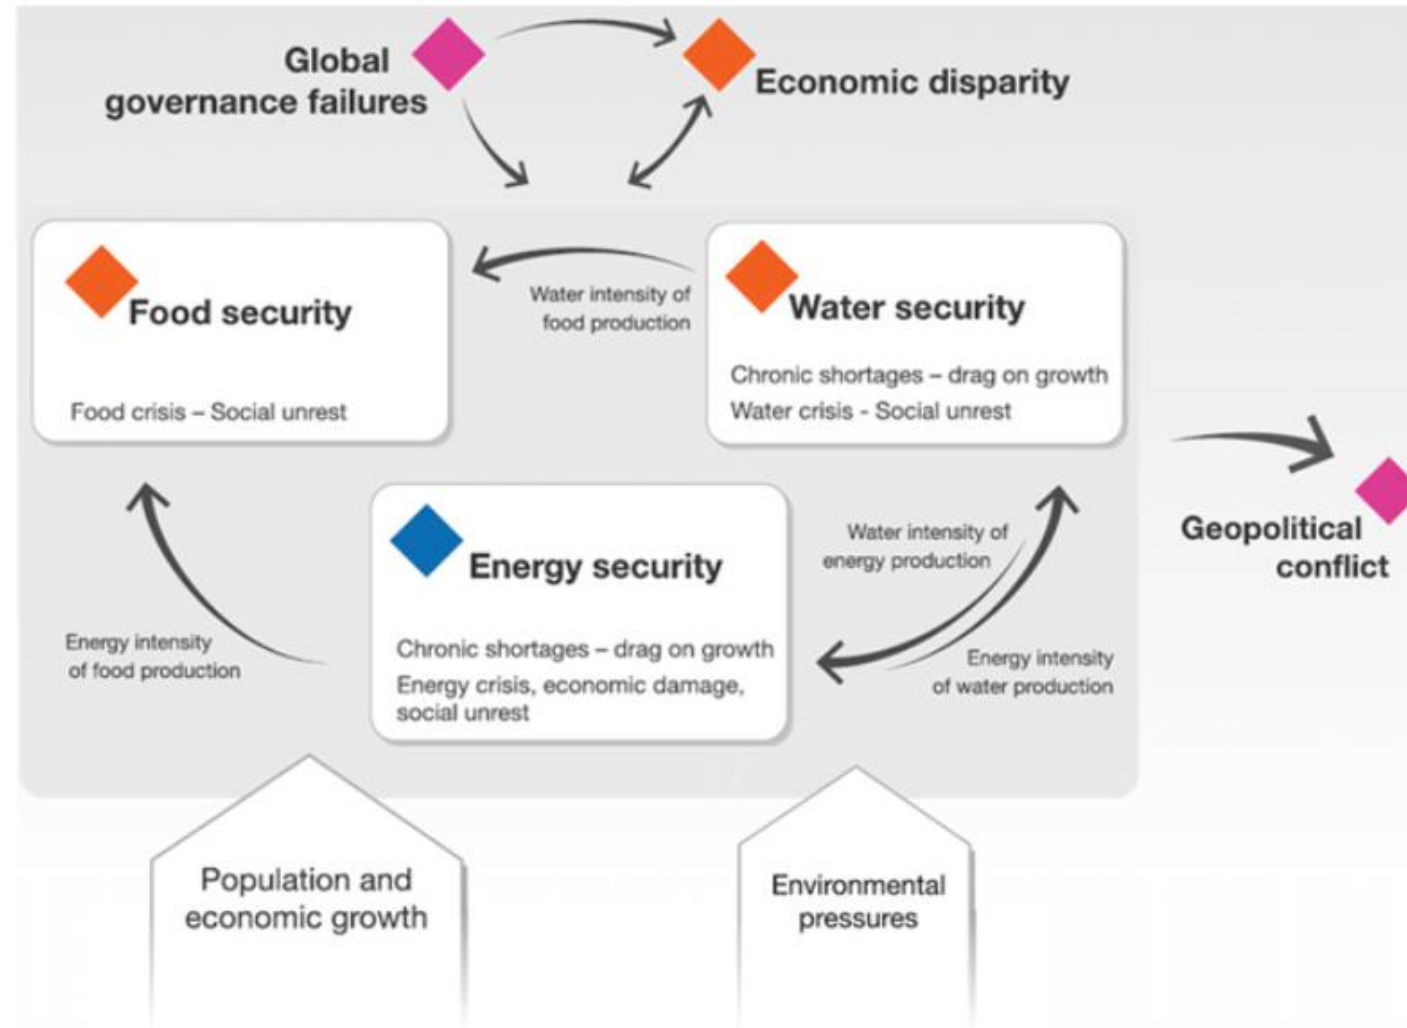 Global
governance failures
Economic disparity
Food security
Food crisis – Social unrest
Water intensity of
food production
Water security
Chronic shortages – drag on growth
Water crisis - Social unrest
Geopolitical
conflict
Energy security
Chronic shortages – drag on growth
Energy crisis, economic damage,
social unrest
Water intensity of
energy production
Energy intensity
of food production
Energy intensity
of water production
Population and
economic growth
Environmental
pressures